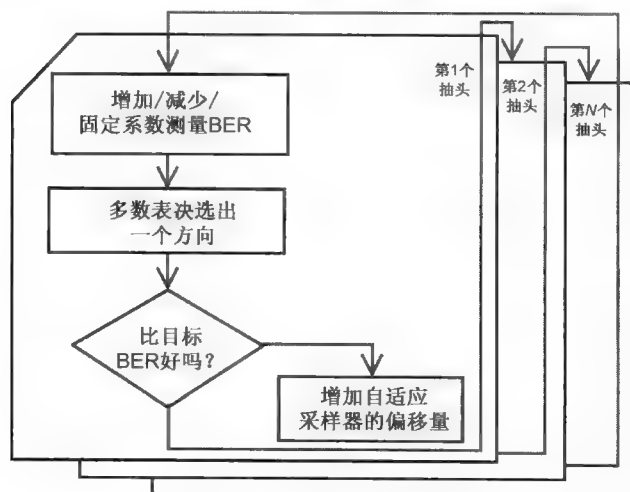 第1个
抽头
第2个
抽头
第N个
抽头
增加/减少/
固定系数测量BER
多数表决选出
一个方向
比目标
BER好吗？
增加自适应
采样器的偏移量